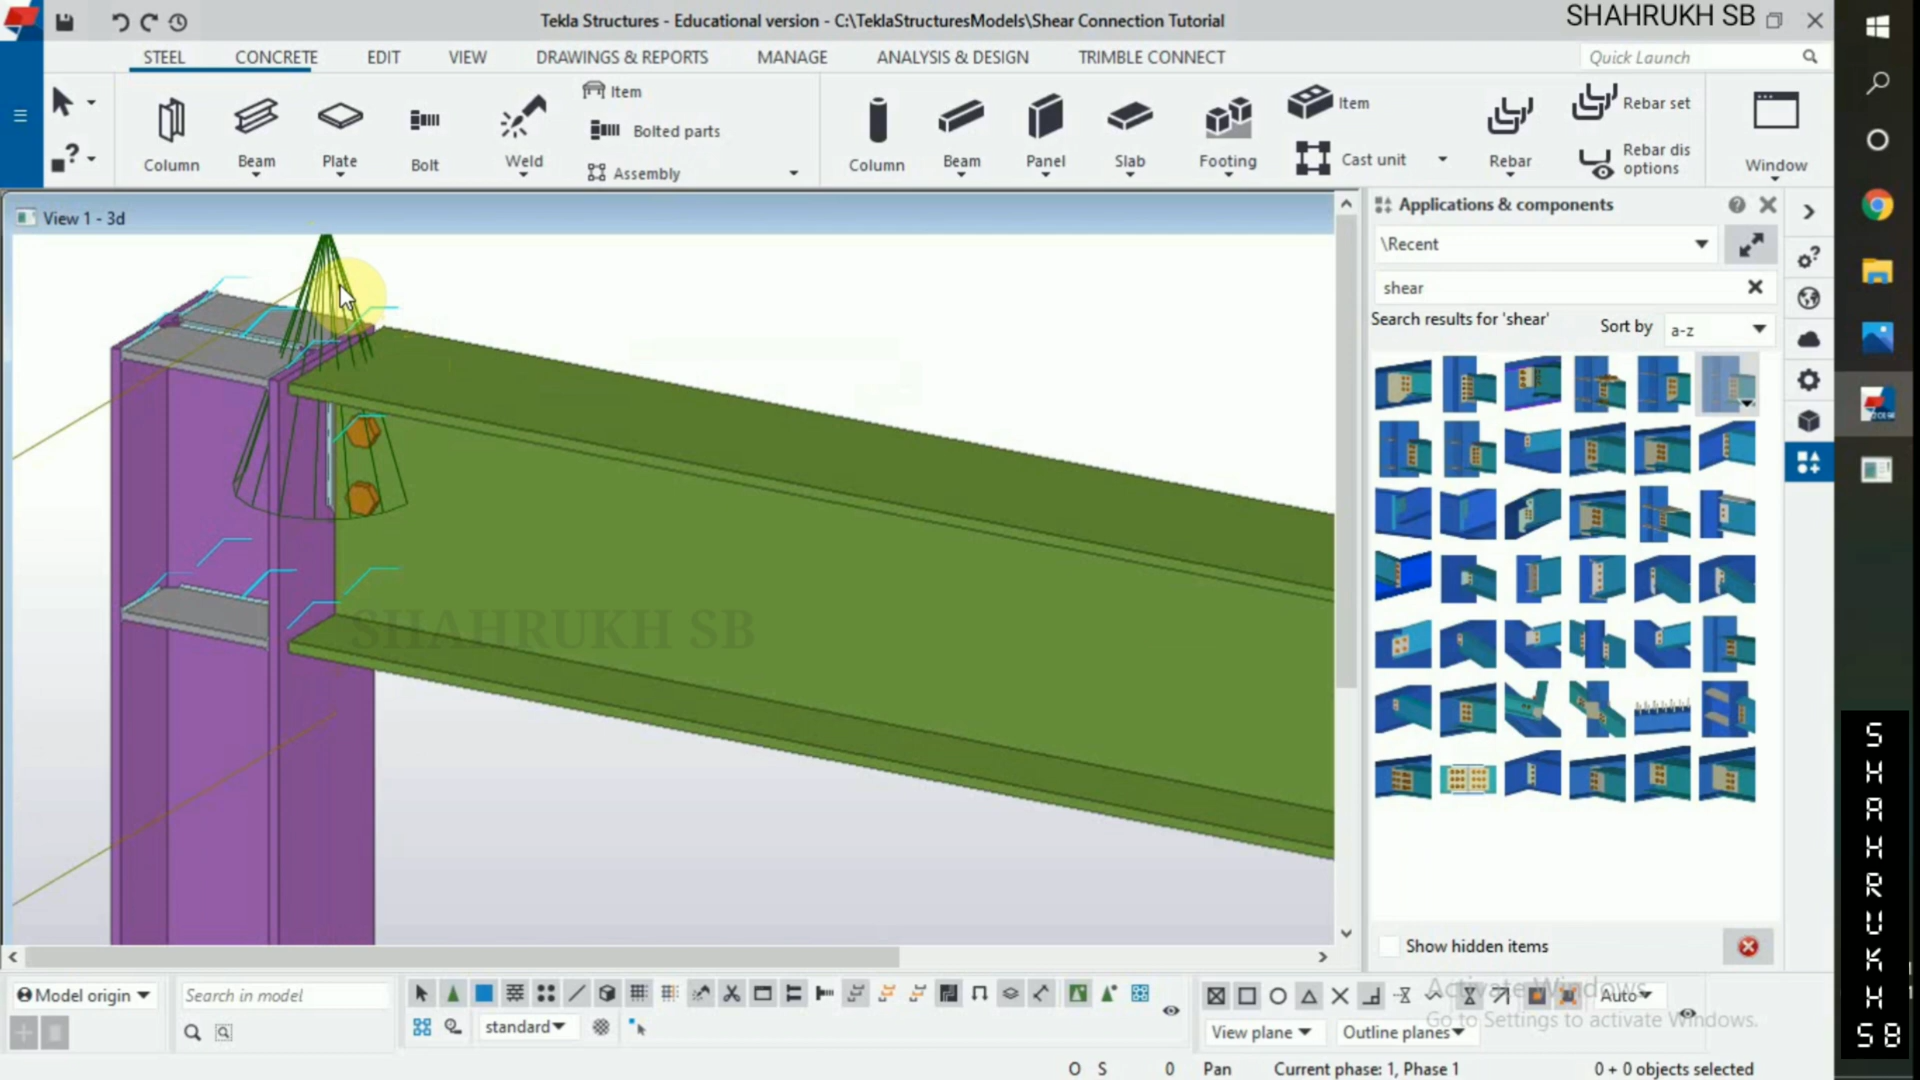 Tekla Structures - Educational version - C:\TeklaStructuresModels\Shear Connection Tutorial
SHAHRUKH SB
STEEL CONCRETE EDIT VIEW DRAWINGS & REPORTS MANAGE ANALYSIS & DESIGN TRIMBLE CONNECT
Quick Launch
Column Beam Plate Bolt Weld
Item
Bolted parts
Assembly
Column Beam Panel Slab Footing
Item
Cast unit
Rebar
Rebar set
Rebar dis
options
Window
View 1 - 3d
Applications & components
\Recent
shear
Search results for 'shear'
Sort by a-z
SHAHRUKH SB
Show hidden items
Activate Windows
Go to Settings to activate Windows.
Model origin
Search in model
standard
Auto
View plane
Outline planes
O S 0 Pan Current phase: 1, Phase 1 0 + 0 objects selected
S
H
A
H
R
U
K
H
SB